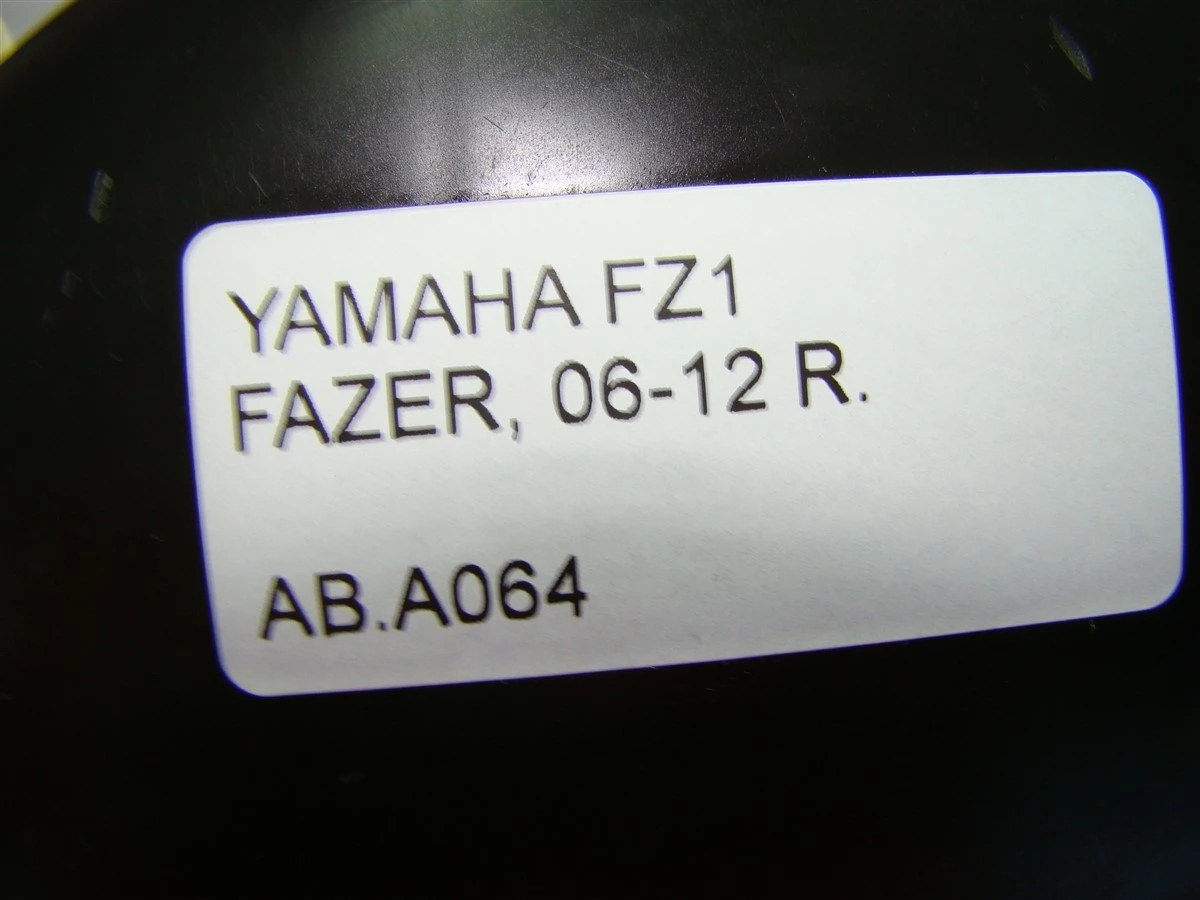 YAMAHA FZ1
FAZER, 06-12 R.
AB.A064